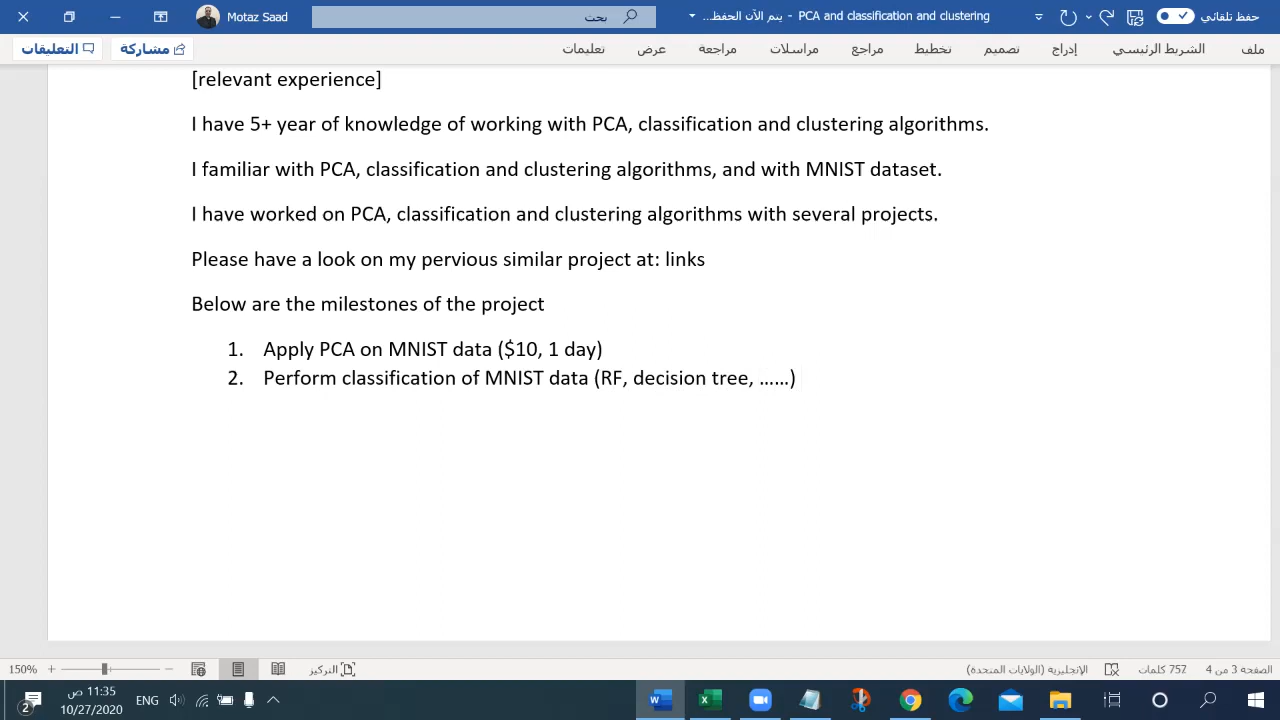 Motaz Saad
بحث
PCA and classification and clustering - يتم الآن الحفظ...
حفظ تلقائي
ملف
الشريط الرئيسي
إدراج
تصميم
تخطيط
مراجع
مراسلات
مراجعة
عرض
تعليمات
مشاركة
التعليقات
[relevant experience]
I have 5+ year of knowledge of working with PCA, classification and clustering algorithms.
I familiar with PCA, classification and clustering algorithms, and with MNIST dataset.
I have worked on PCA, classification and clustering algorithms with several projects.
Please have a look on my pervious similar project at: links
Below are the milestones of the project
1. Apply PCA on MNIST data ($10, 1 day)
2. Perform classification of MNIST data (RF, decision tree, ......)
الصفحة 3 من 4
757 كلمات
الإنجليزية (الولايات المتحدة)
التركيز
150%
11:35 ص
10/27/2020
ENG
2